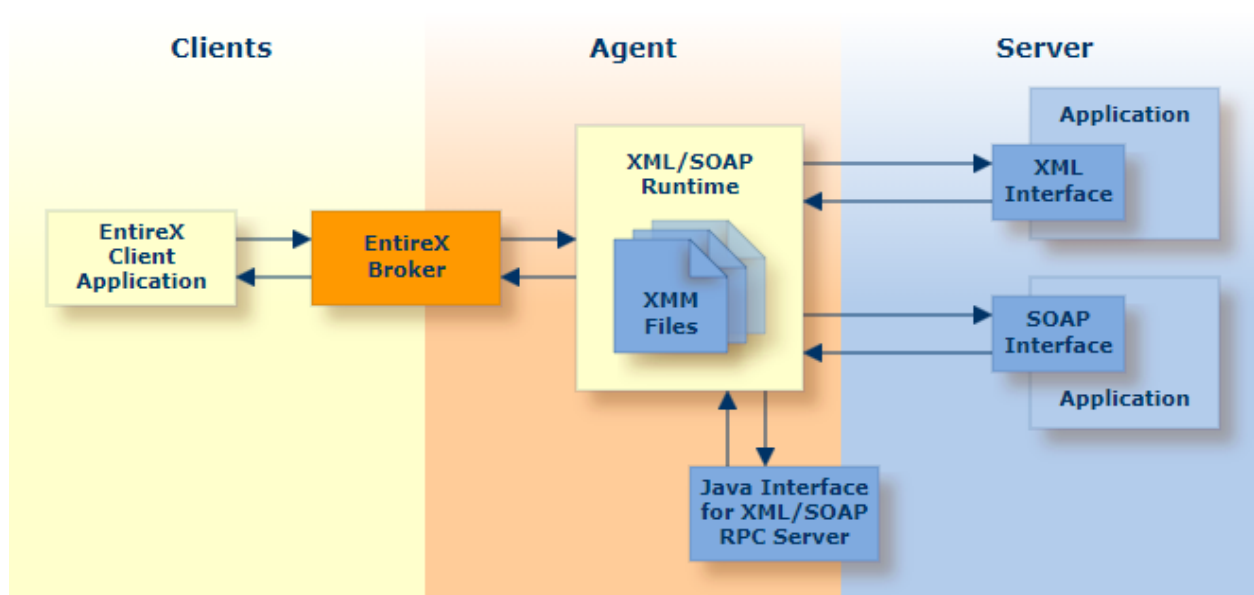 Clients
Agent
Server
EntireX
Client
Application
EntireX
Broker
XML/SOAP
Runtime
XMM
Files
Application
XML
Interface
SOAP
Interface
Application
Java Interface
for XML/SOAP
RPC Server